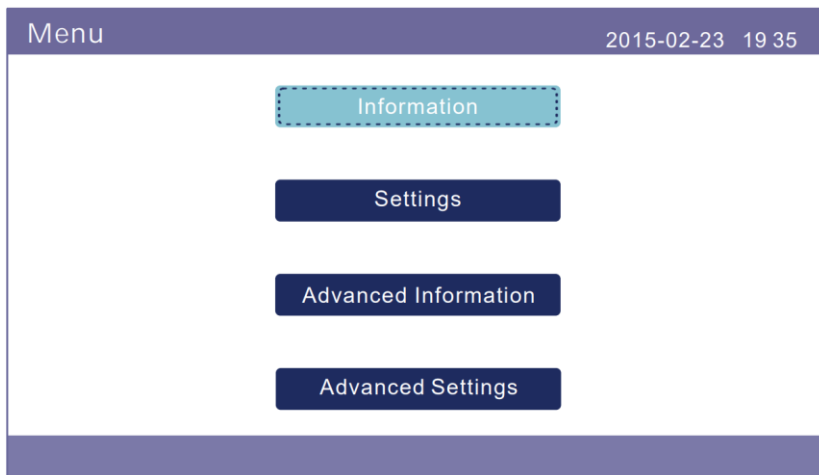 Menu
2015-02-23 19 35
Information
Settings
Advanced Information
Advanced Settings